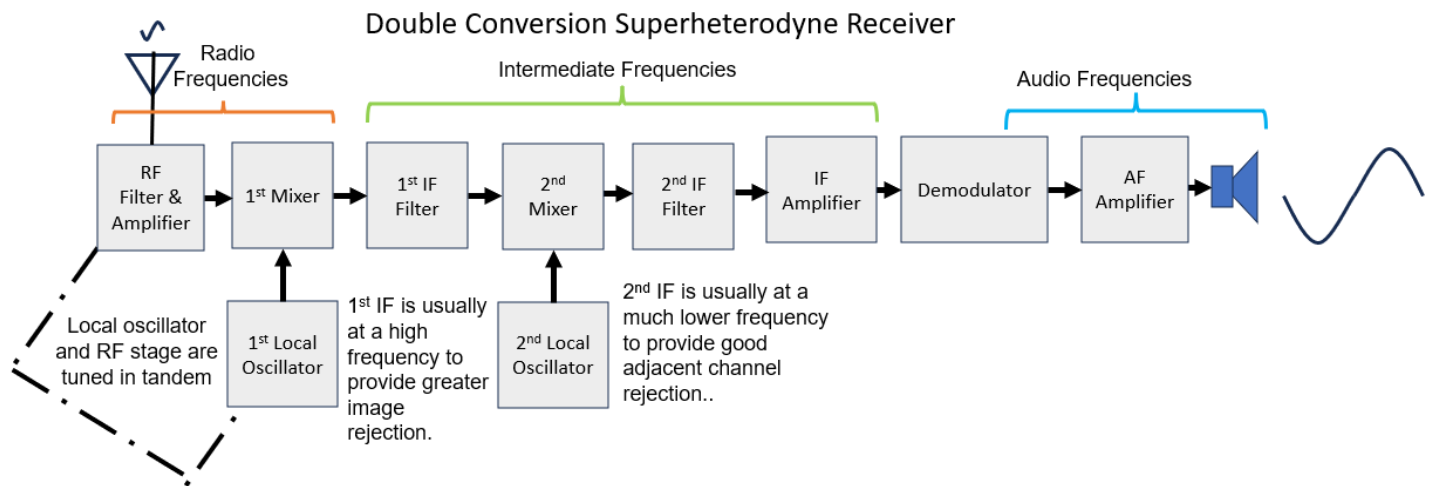 Double Conversion Superheterodyne Receiver
Radio
Frequencies
Intermediate Frequencies
Audio Frequencies
RF
Filter &
Amplifier
1st Mixer
1st IF
Filter
2nd
Mixer
2nd IF
Filter
IF
Amplifier
Demodulator
AF
Amplifier
Local oscillator
and RF stage are
tuned in tandem
1st Local
Oscillator
1st IF is usually
at a high
frequency to
provide greater
image
rejection.
2nd Local
Oscillator
2nd IF is usually at a
much lower frequency
to provide good
adjacent channel
rejection..